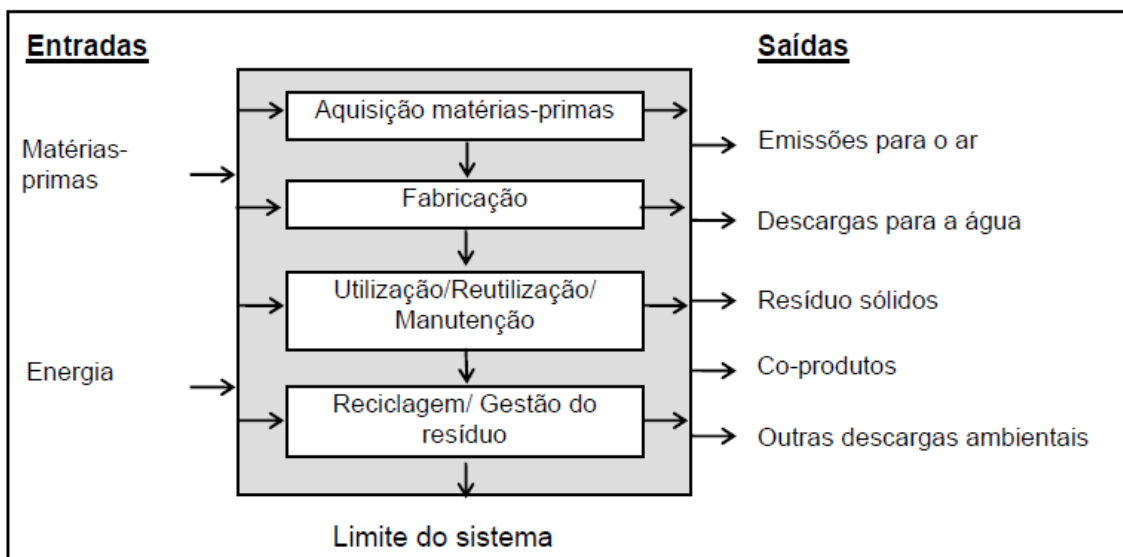 Entradas
Matérias-
primas
Energia
Aquisição matérias-primas
Fabricação
Utilização/Reutilização/
Manutenção
Reciclagem/ Gestão do
resíduo
Limite do sistema
Saídas
Emissões para o ar
Descargas para a água
Resíduo sólidos
Co-produtos
Outras descargas ambientais